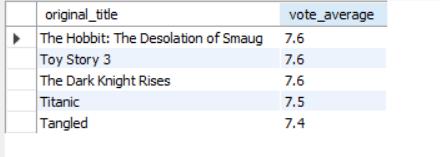 original_title vote_average
The Hobbit: The Desolation of Smaug 7.6
Toy Story 3 7.6
The Dark Knight Rises 7.6
Titanic 7.5
Tangled 7.4